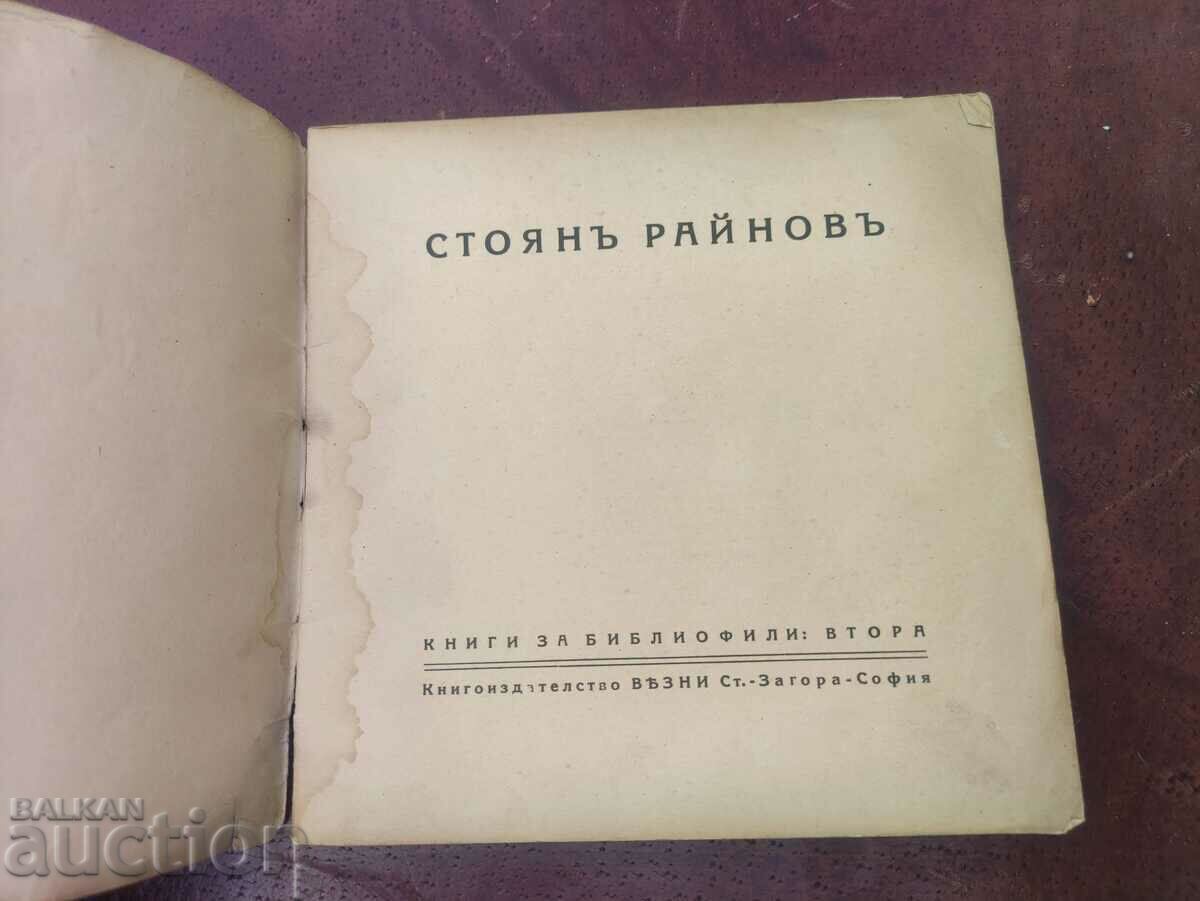 СТОЯНЪ РАЙНОВЪ
КНИГИ ЗА БИБЛИОФИЛИ: ВТОРА
Книгоиздателство ВѢЗНИ Ст.-Загора-София
BALKAN
auction